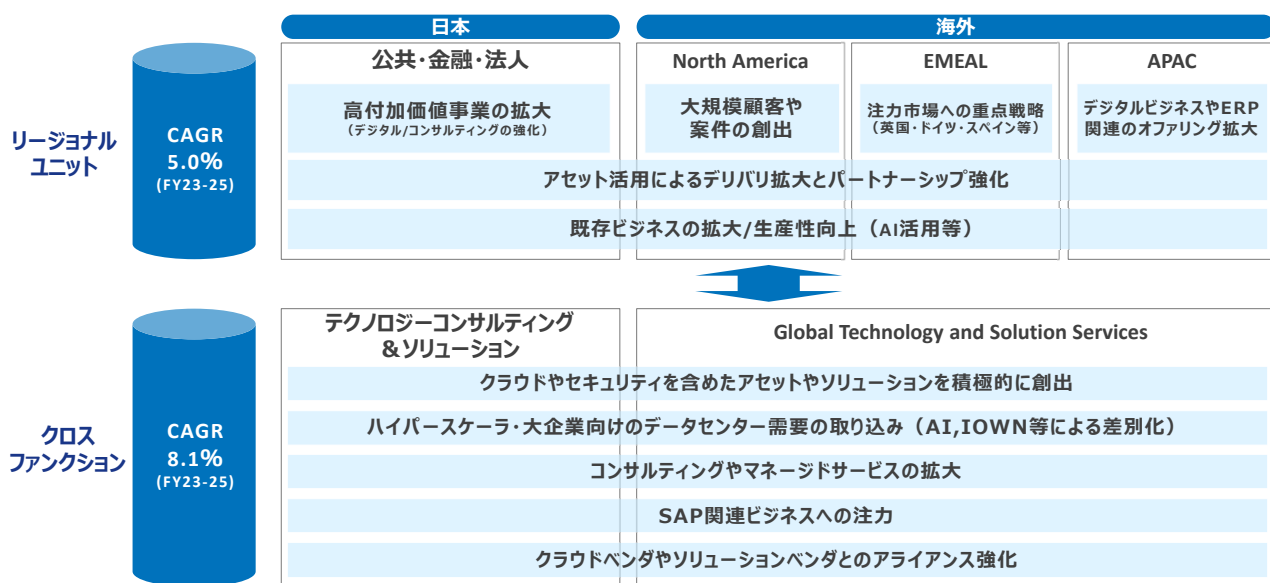 日本
海外
リージョナル
ユニット
CAGR
5.0%
(FY23-25)
公共・金融・法人
North America
EMEAL
APAC
高付加価値事業の拡大
(デジタル/コンサルティングの強化)
大規模顧客や
案件の創出
注力市場への重点戦略
(英国・ドイツ・スペイン等)
デジタルビジネスやERP
関連のオファリング拡大
アセット活用によるデリバリ拡大とパートナーシップ強化
既存ビジネスの拡大/生産性向上（AI活用等）
クロス
ファンクション
CAGR
8.1%
(FY23-25)
テクノロジーコンサルティング
&ソリューション
Global Technology and Solution Services
クラウドやセキュリティを含めたアセットやソリューションを積極的に創出
ハイパースケーラ・大企業向けのデータセンター需要の取り込み（AI,IOWN等による差別化）
コンサルティングやマネージドサービスの拡大
SAP関連ビジネスへの注力
クラウドベンダやソリューションベンダとのアライアンス強化